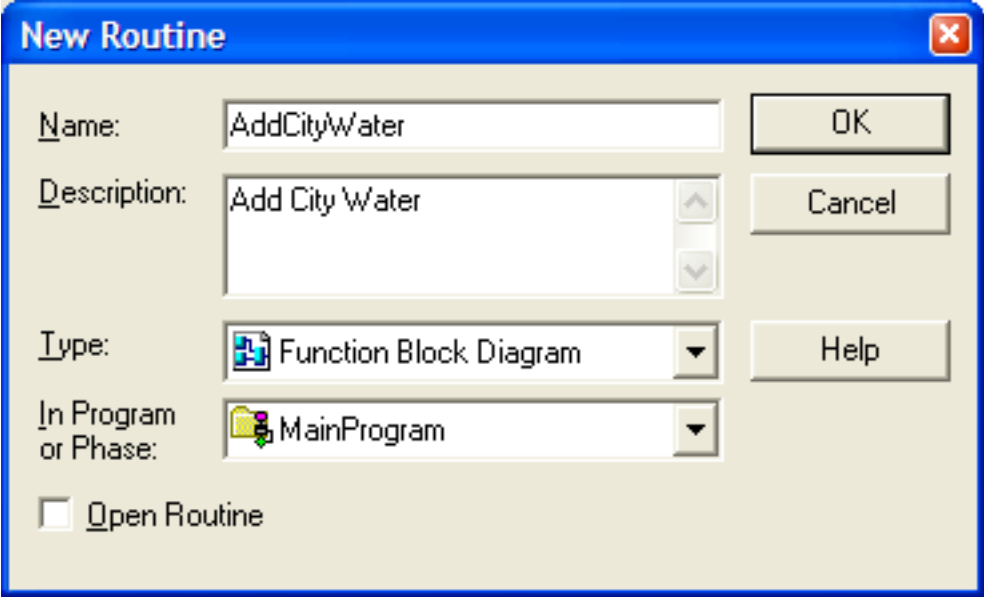 New Routine
Name:
AddCityWater
OK
Description:
Add City Water
Cancel
Type:
Function Block Diagram
Help
In Program
or Phase:
MainProgram
Open Routine